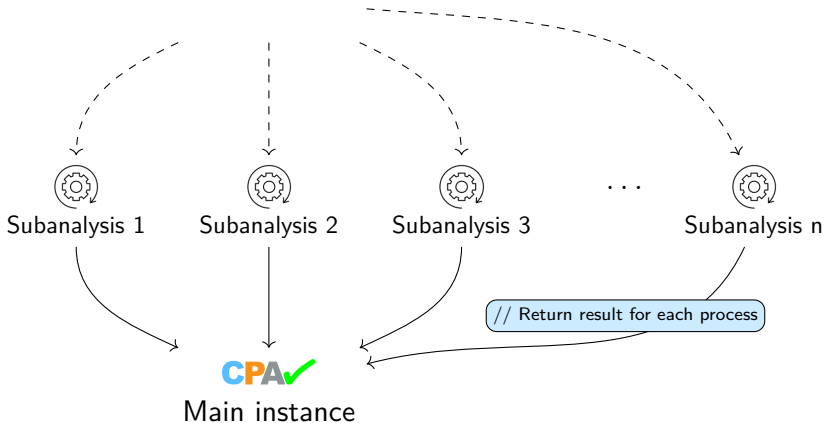 Subanalysis 1
Subanalysis 2
Subanalysis 3
. . .
Subanalysis n
// Return result for each process
CPA
Main instance